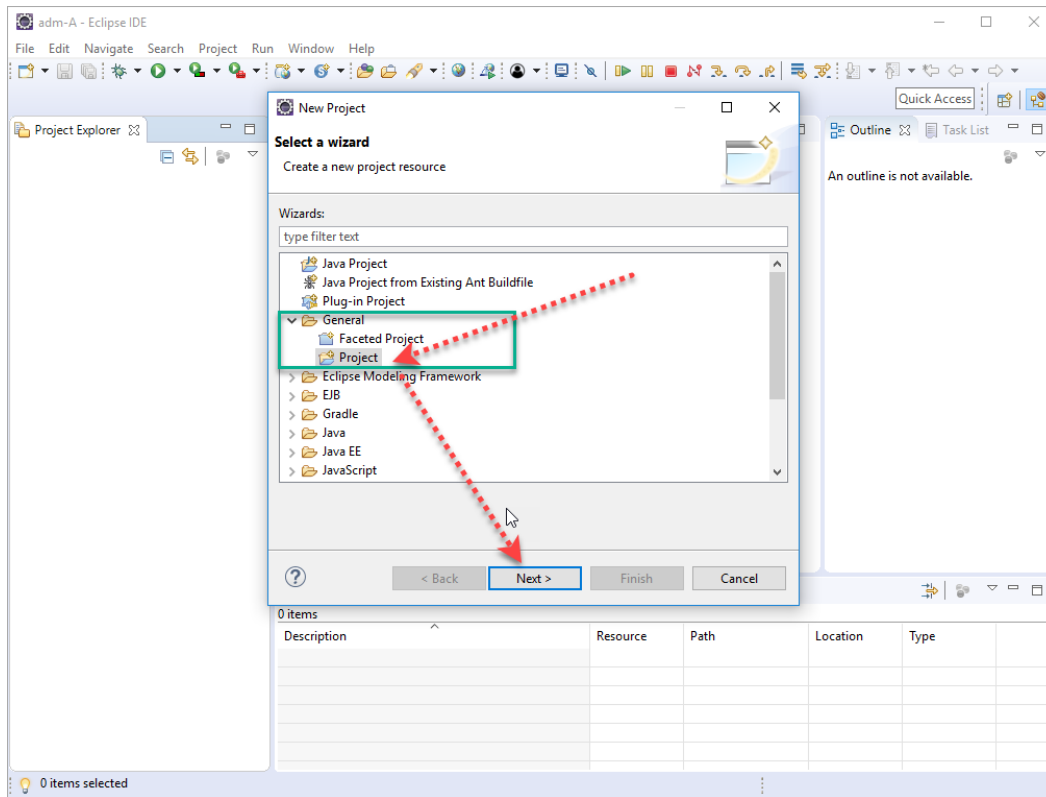 adm-A - Eclipse IDE
File Edit Navigate Search Project Run Window Help
Quick Access
Project Explorer
New Project
Select a wizard
Create a new project resource
Wizards:
type filter text
Java Project
Java Project from Existing Ant Buildfile
Plug-in Project
General
Faceted Project
Project
Eclipse Modeling Framework
EJB
Gradle
Java
Java EE
JavaScript
? < Back Next > Finish Cancel
Outline Task List
An outline is not available.
0 items
Description Resource Path Location Type
0 items selected